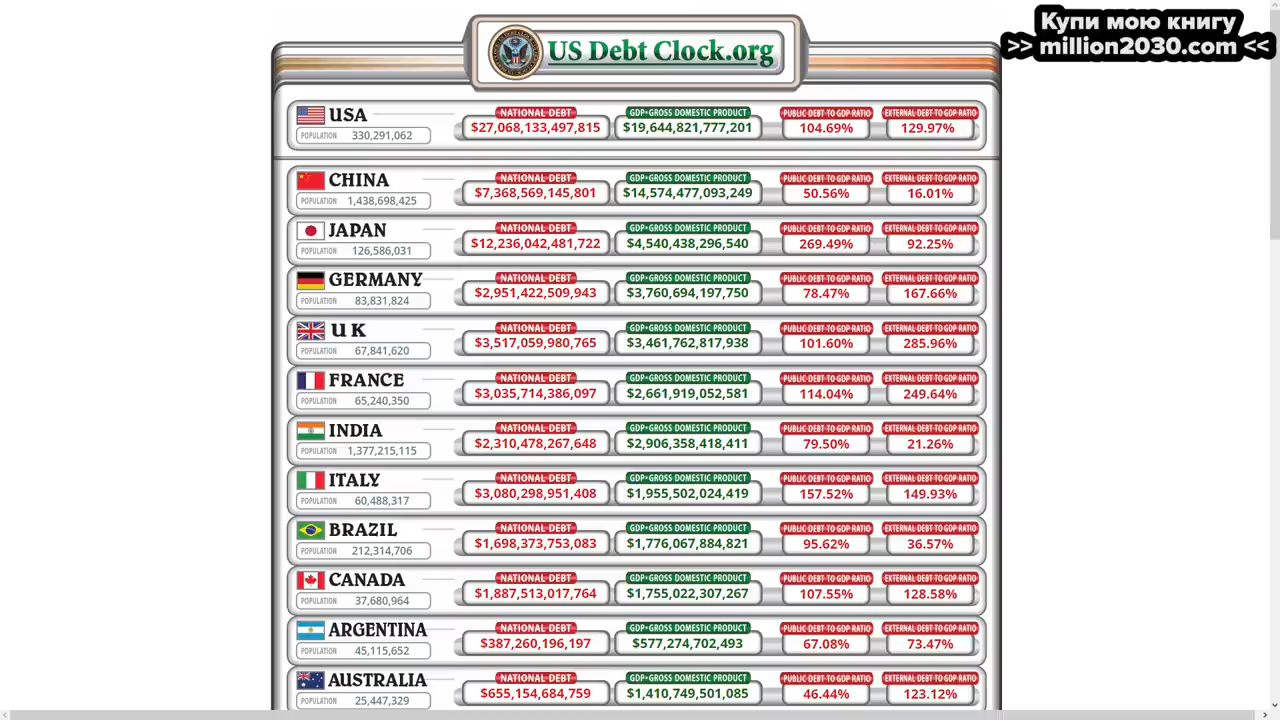 Купи мою книгу
>> million2030.com <<
US Debt Clock.org
USA
POPULATION 330,291,062
NATIONAL DEBT
$27,068,133,497,815
GDP•GROSS DOMESTIC PRODUCT
$19,644,821,777,201
PUBLIC DEBT TO GDP RATIO
104.69%
EXTERNAL DEBT TO GDP RATIO
129.97%
CHINA
POPULATION 1,438,698,425
NATIONAL DEBT
$7,368,569,145,801
GDP•GROSS DOMESTIC PRODUCT
$14,574,477,093,249
PUBLIC DEBT TO GDP RATIO
50.56%
EXTERNAL DEBT TO GDP RATIO
16.01%
JAPAN
POPULATION 126,586,031
NATIONAL DEBT
$12,236,042,481,722
GDP•GROSS DOMESTIC PRODUCT
$4,540,438,296,540
PUBLIC DEBT TO GDP RATIO
269.49%
EXTERNAL DEBT TO GDP RATIO
92.25%
GERMANY
POPULATION 83,831,824
NATIONAL DEBT
$2,951,422,509,943
GDP•GROSS DOMESTIC PRODUCT
$3,760,694,197,750
PUBLIC DEBT TO GDP RATIO
78.47%
EXTERNAL DEBT TO GDP RATIO
167.66%
U K
POPULATION 67,841,620
NATIONAL DEBT
$3,517,059,980,765
GDP•GROSS DOMESTIC PRODUCT
$3,461,762,817,938
PUBLIC DEBT TO GDP RATIO
101.60%
EXTERNAL DEBT TO GDP RATIO
285.96%
FRANCE
POPULATION 65,240,350
NATIONAL DEBT
$3,035,714,386,097
GDP•GROSS DOMESTIC PRODUCT
$2,661,919,052,581
PUBLIC DEBT TO GDP RATIO
114.04%
EXTERNAL DEBT TO GDP RATIO
249.64%
INDIA
POPULATION 1,377,215,115
NATIONAL DEBT
$2,310,478,267,648
GDP•GROSS DOMESTIC PRODUCT
$2,906,358,418,411
PUBLIC DEBT TO GDP RATIO
79.50%
EXTERNAL DEBT TO GDP RATIO
21.26%
ITALY
POPULATION 60,488,317
NATIONAL DEBT
$3,080,298,951,408
GDP•GROSS DOMESTIC PRODUCT
$1,955,502,024,419
PUBLIC DEBT TO GDP RATIO
157.52%
EXTERNAL DEBT TO GDP RATIO
149.93%
BRAZIL
POPULATION 212,314,706
NATIONAL DEBT
$1,698,373,753,083
GDP•GROSS DOMESTIC PRODUCT
$1,776,067,884,821
PUBLIC DEBT TO GDP RATIO
95.62%
EXTERNAL DEBT TO GDP RATIO
36.57%
CANADA
POPULATION 37,680,964
NATIONAL DEBT
$1,887,513,017,764
GDP•GROSS DOMESTIC PRODUCT
$1,755,022,307,267
PUBLIC DEBT TO GDP RATIO
107.55%
EXTERNAL DEBT TO GDP RATIO
128.58%
ARGENTINA
POPULATION 45,115,652
NATIONAL DEBT
$387,260,196,197
GDP•GROSS DOMESTIC PRODUCT
$577,274,702,493
PUBLIC DEBT TO GDP RATIO
67.08%
EXTERNAL DEBT TO GDP RATIO
73.47%
AUSTRALIA
POPULATION 25,447,329
NATIONAL DEBT
$655,154,684,759
GDP•GROSS DOMESTIC PRODUCT
$1,410,749,501,085
PUBLIC DEBT TO GDP RATIO
46.44%
EXTERNAL DEBT TO GDP RATIO
123.12%